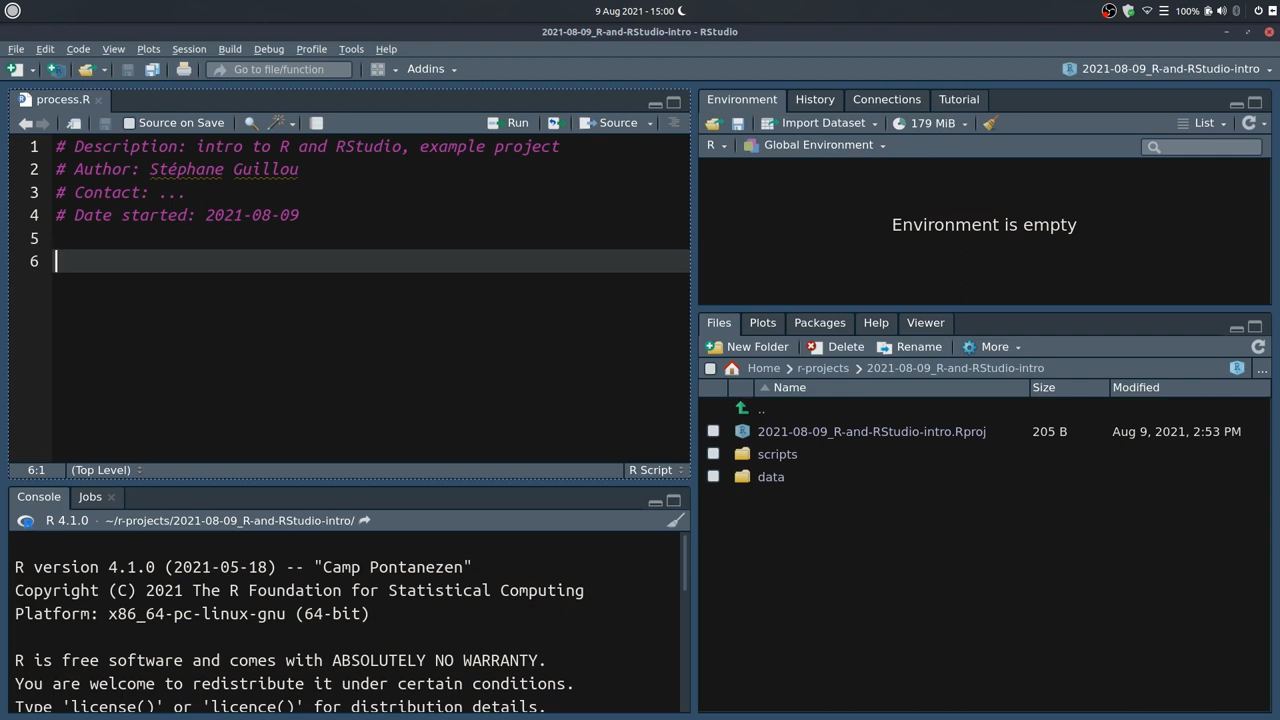 9 Aug 2021 - 15:00
100%
2021-08-09_R-and-RStudio-intro - RStudio
File Edit Code View Plots Session Build Debug Profile Tools Help
Go to file/function Addins 2021-08-09_R-and-RStudio-intro
process.R
Source on Save Run Source
1 # Description: intro to R and RStudio, example project
2 # Author: Stéphane Guillou
3 # Contact: ...
4 # Date started: 2021-08-09
5
6
6:1 (Top Level) R Script
Console Jobs
R 4.1.0 · ~/r-projects/2021-08-09_R-and-RStudio-intro/
R version 4.1.0 (2021-05-18) -- "Camp Pontanezen"
Copyright (C) 2021 The R Foundation for Statistical Computing
Platform: x86_64-pc-linux-gnu (64-bit)
R is free software and comes with ABSOLUTELY NO WARRANTY.
You are welcome to redistribute it under certain conditions.
Type 'license()' or 'licence()' for distribution details.
Environment History Connections Tutorial
Import Dataset 179 MiB List
R Global Environment
Environment is empty
Files Plots Packages Help Viewer
New Folder Delete Rename More
Home r-projects 2021-08-09_R-and-RStudio-intro ...
Name Size Modified
..
2021-08-09_R-and-RStudio-intro.Rproj 205 B Aug 9, 2021, 2:53 PM
scripts
data